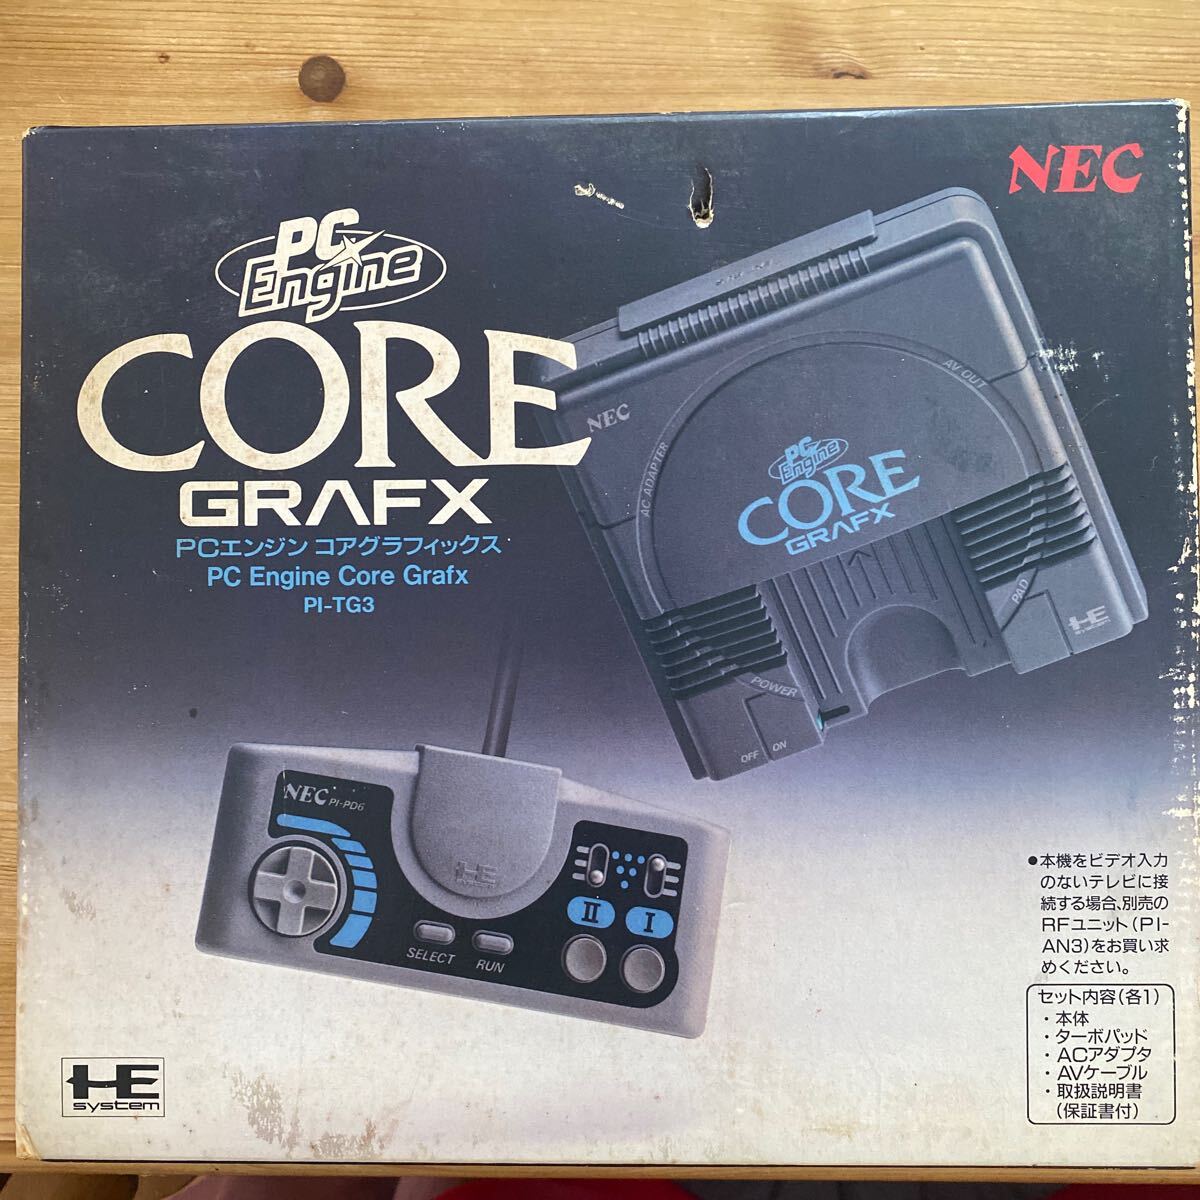 NEC
PC
Engine
CORE
GRAFX
PCエンジン コアグラフィックス
PC Engine Core Grafx
PI-TG3
NEC
AC ADAPTER
AV OUT
PC
Engine
CORE
GRAFX
PAD
HE
SYSTEM
POWER
OFF ON
NEC PI-PD6
HE
SELECT
RUN
II
I
●本機をビデオ入力
のないテレビに接
続する場合、別売の
RFユニット(PI-
AN3)をお買い求
めください。
セット内容(各1)
・本体
・ターボパッド
・ACアダプタ
・AVケーブル
・取扱説明書
(保証書付)
HE
system